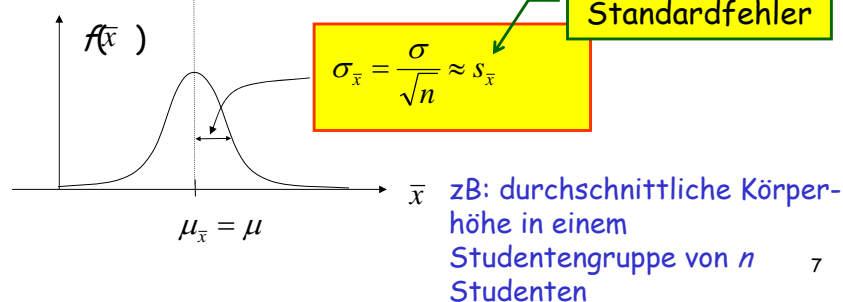 Standardfehler
f(x̄ )
σ_x̄ = σ/√n ≈ s_x̄
x̄
μ_x̄ = μ
zB: durchschnittliche Körper-
höhe in einem
Studentengruppe von n
Studenten
7